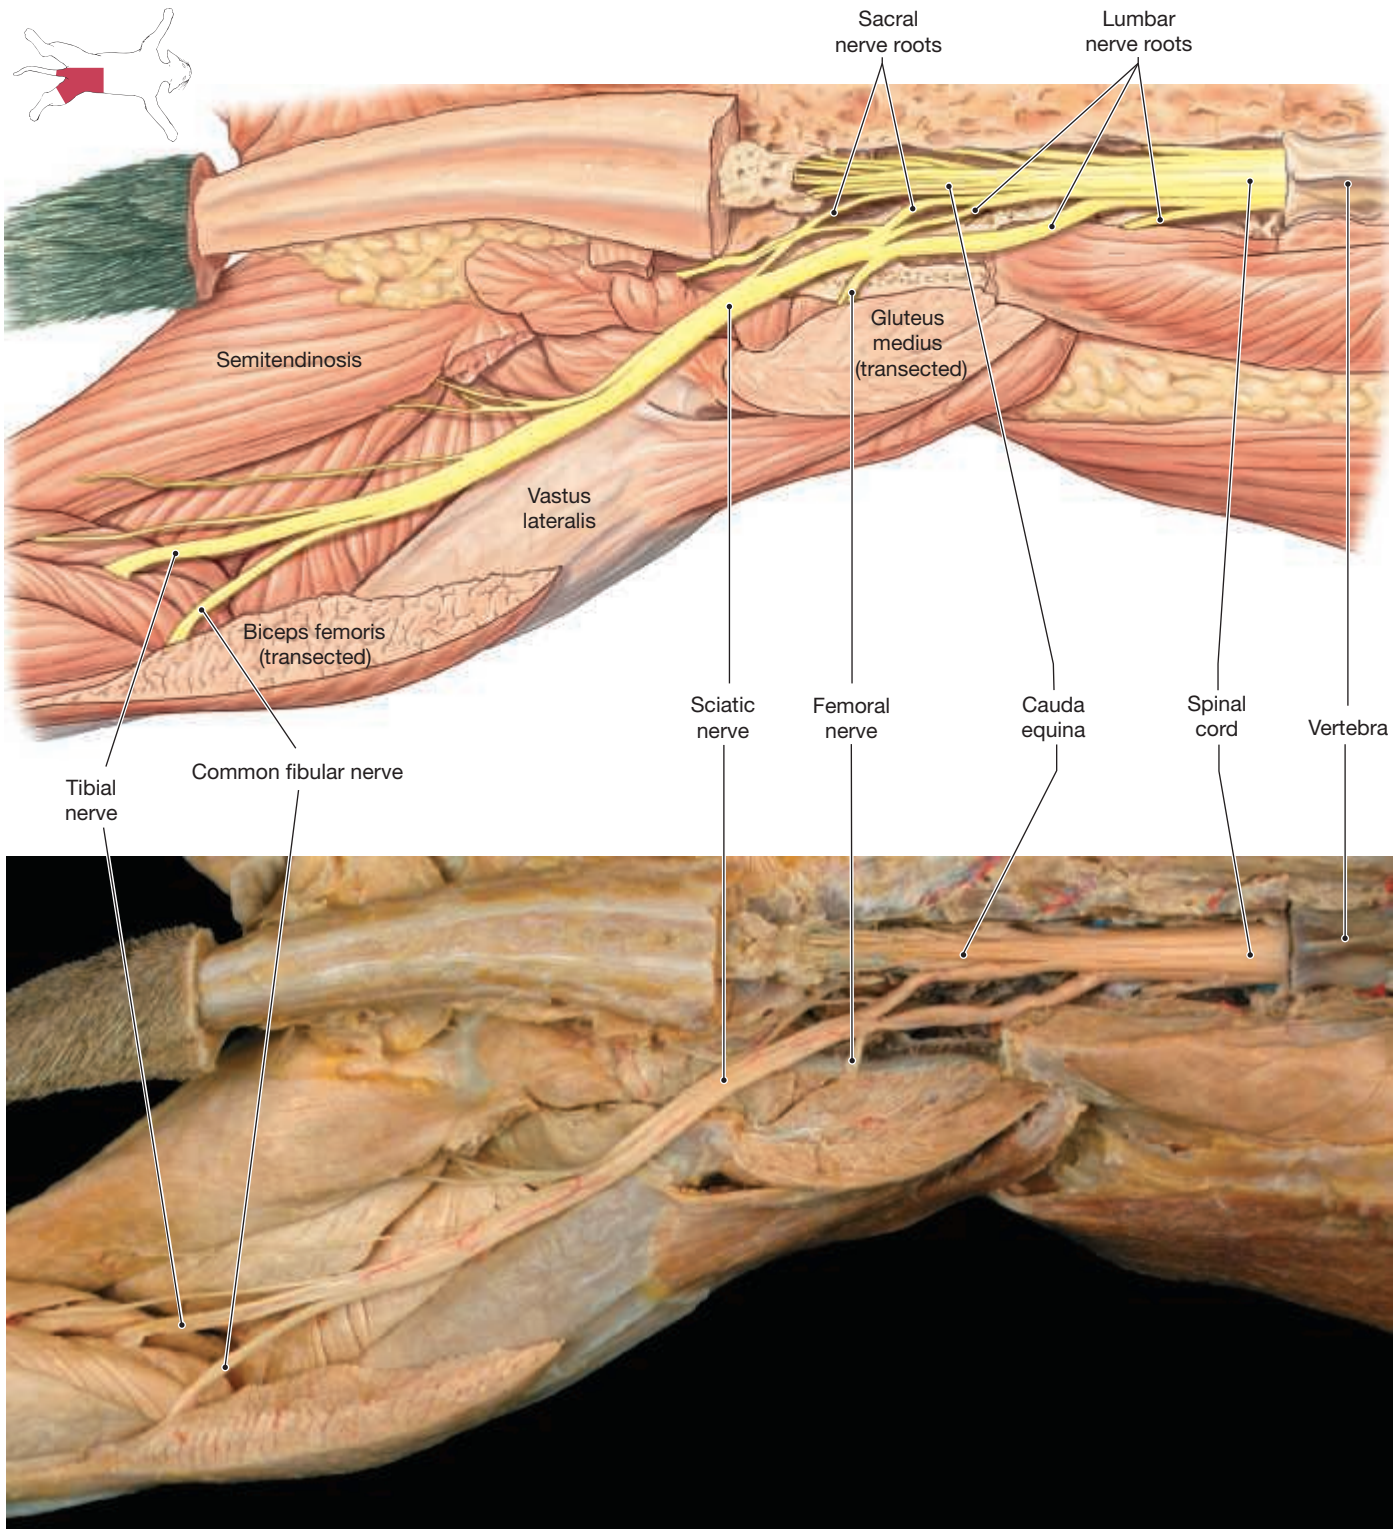 Sacral
nerve roots
Lumbar
nerve roots
Gluteus
medius
(transected)
Semitendinosis
Vastus
lateralis
Biceps femoris
(transected)
Sciatic
nerve
Femoral
nerve
Cauda
equina
Spinal
cord
Vertebra
Common fibular nerve
Tibial
nerve